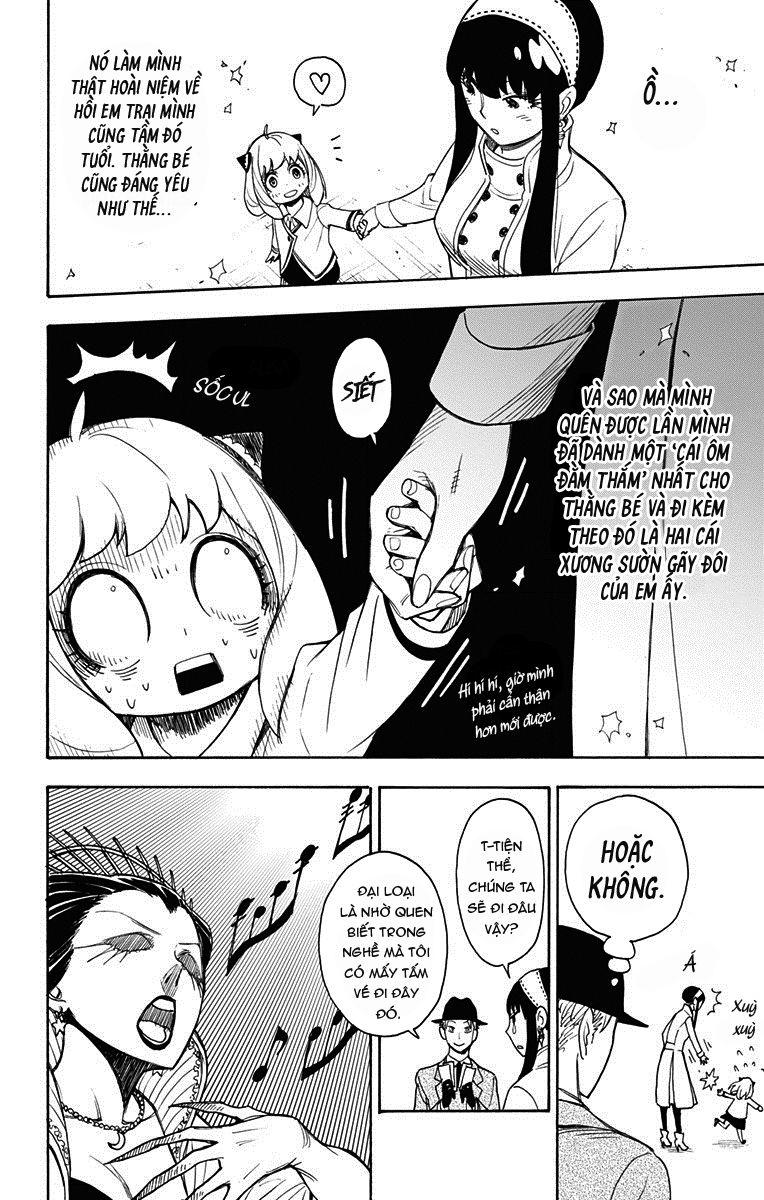 Ồ...
NÓ LÀM MÌNH
THẬT HOÀI NIỆM VỀ
HỒI EM TRAI MÌNH
CŨNG TẦM ĐÓ
TUỔI. THẰNG BÉ
CŨNG ĐÁNG YÊU
NHƯ THẾ...
VÀ SAO MÀ MÌNH
QUÊN ĐƯỢC LẦN MÌNH
ĐÃ DÀNH MỘT ‘CÁI ÔM
ĐẰM THẮM’ NHẤT CHO
THẰNG BÉ VÀ ĐI KÈM
THEO ĐÓ LÀ HAI CÁI
XƯƠNG SƯỜN GÃY ĐÔI
CỦA EM ẤY.
SIẾT
SỐC UL
Hí hí hí, giờ mình
phải cẩn thận
hơn mới được.
HOẶC
KHÔNG.
Á
Xuỳ
xuỳ
T-TIỆN
THỂ,
CHÚNG TA
SẼ ĐI ĐÂU
VẬY?
ĐẠI LOẠI
LÀ NHỜ QUEN
BIẾT TRONG
NGHỀ MÀ TÔI
CÓ MẤY TẤM
VÉ ĐI ĐÂY
ĐÓ.